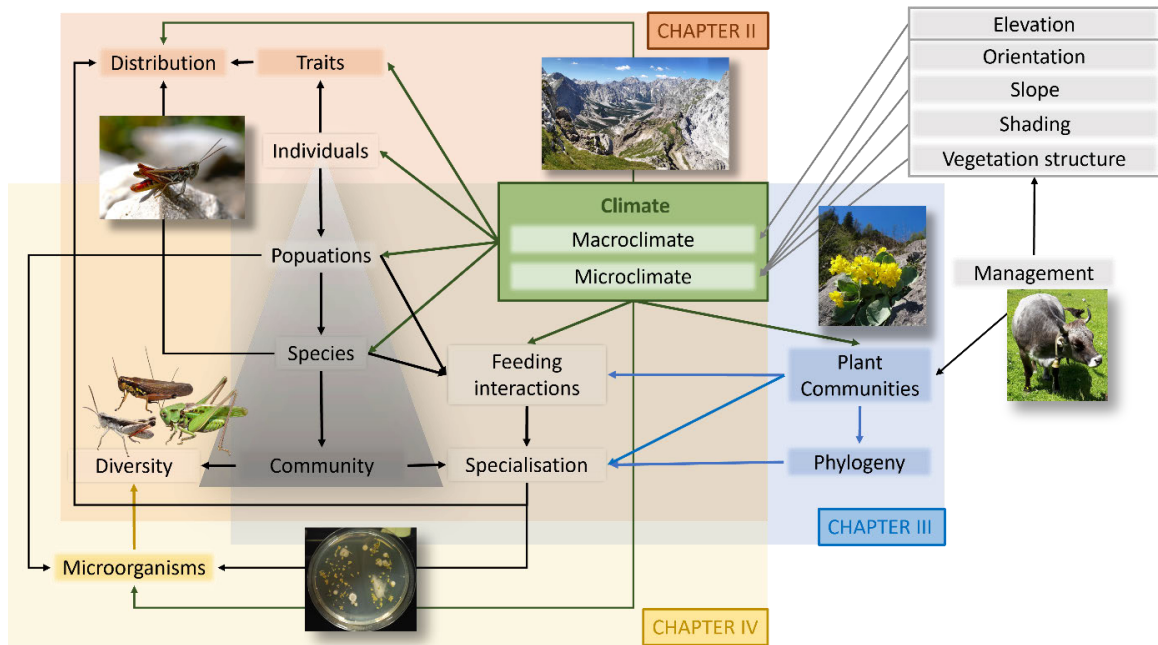 CHAPTER II
Elevation
Orientation
Slope
Shading
Vegetation structure
Distribution
Traits
Individuals
Climate
Macroclimate
Microclimate
Popuations
Management
Species
Feeding
interactions
Plant
Communities
Diversity
Community
Specialisation
Phylogeny
CHAPTER III
Microorganisms
CHAPTER IV